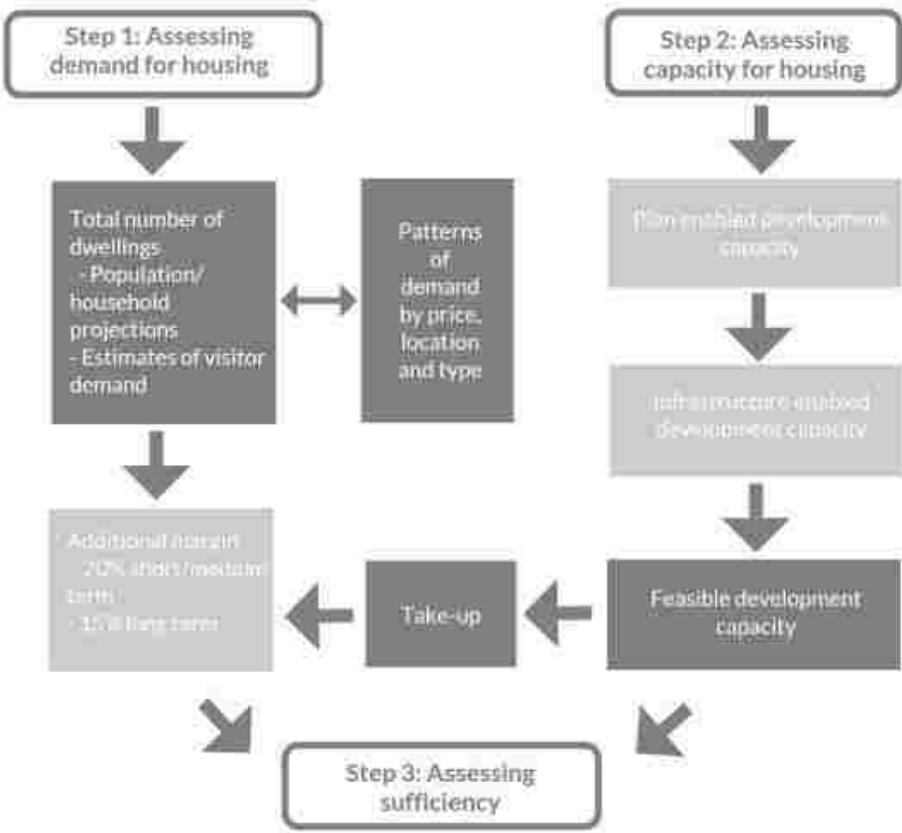 Step 1: Assessing
demand for housing
Step 2: Assessing
capacity for housing
Total number of
dwellings
- Population/
household
projections
- Estimates of visitor
demand
Patterns
of
demand
by price,
location
and type
Plan enabled development
capacity
Infrastructure enabled
development capacity
Additional margin
- 20% short/medium
term
- 15% long term
Take-up
Feasible development
capacity
Step 3: Assessing
sufficiency